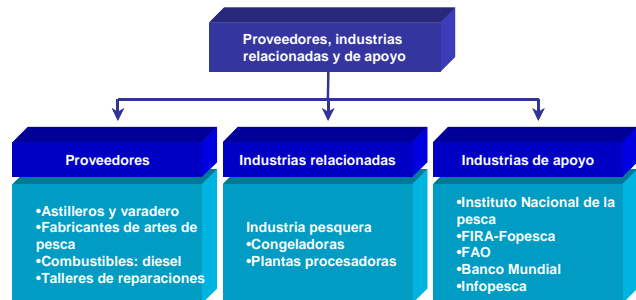 Proveedores, industrias
relacionadas y de apoyo
Proveedores
•Astilleros y varadero
•Fabricantes de artes de
pesca
•Combustibles: diesel
•Talleres de reparaciones
Industrias relacionadas
Industria pesquera
•Congeladoras
•Plantas procesadoras
Industrias de apoyo
•Instituto Nacional de la
pesca
•FIRA-Fopesca
•FAO
•Banco Mundial
•Infopesca